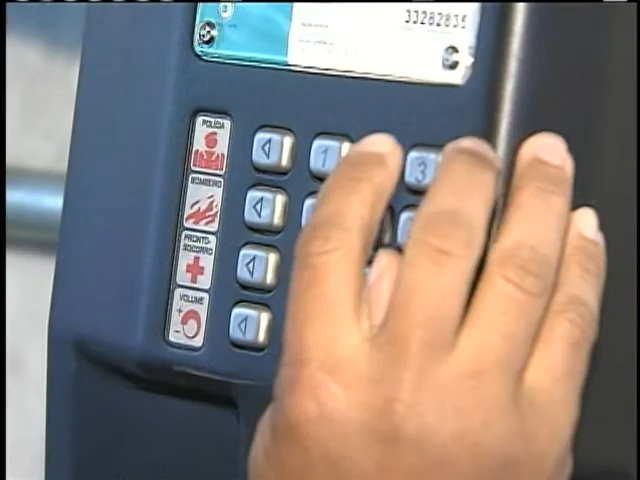 33282835
POLÍCIA
BOMBEIRO
PRONTO-
SOCORRO
VOLUME
+
-
1
3